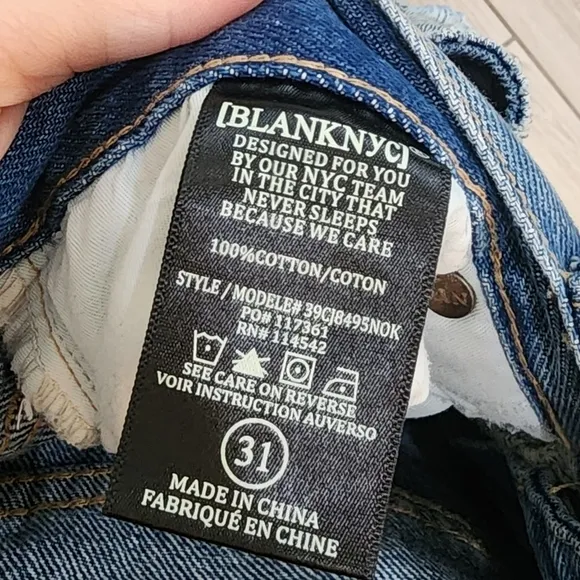 [BLANKNYC]
DESIGNED FOR YOU
BY OUR NYC TEAM
IN THE CITY THAT
NEVER SLEEPS
BECAUSE WE CARE
100%COTTON/COTON
STYLE / MODELE# 39CJ8495NOK
PO# 117361
RN# 114542
SEE CARE ON REVERSE
VOIR INSTRUCTION AUVERSO
31
MADE IN CHINA
FABRIQUÉ EN CHINE